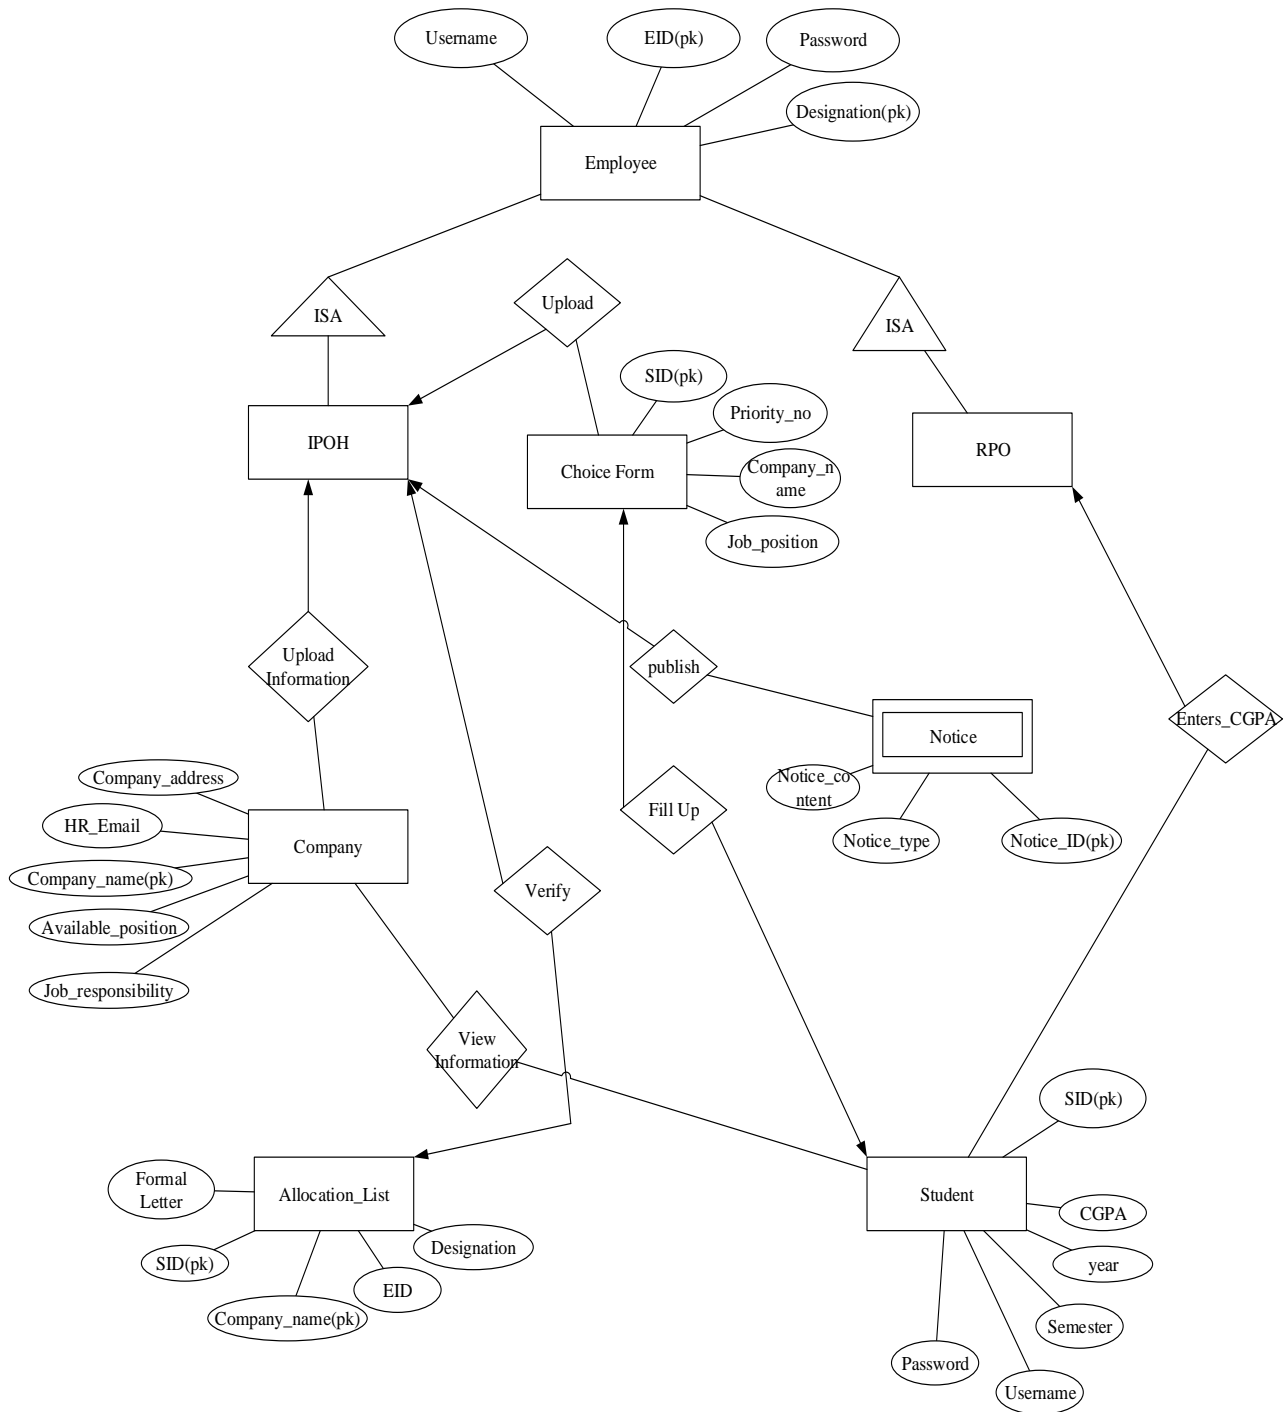 Username
EID(pk)
Password
Designation(pk)
Employee
ISA
Upload
ISA
SID(pk)
Priority_no
IPOH
Choice Form
Company_n
ame
RPO
Job_position
Upload
Information
publish
Enters_CGPA
Notice
Notice_co
ntent
Notice_type
Notice_ID(pk)
Company_address
HR_Email
Company_name(pk)
Available_position
Job_responsibility
Company
Fill Up
Verify
View
Information
SID(pk)
Formal
Letter
Allocation_List
Student
CGPA
Designation
SID(pk)
year
EID
Company_name(pk)
Semester
Password
Username